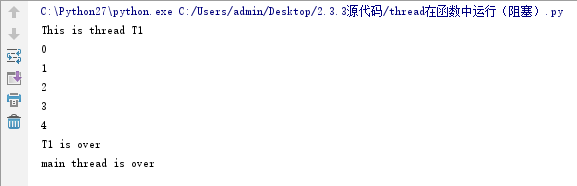 C:\Python27\python.exe C:/Users/admin/Desktop/2.3.3源代码/thread在函数中运行（阻塞）.py
This is thread T1
0
1
2
3
4
T1 is over
main thread is over